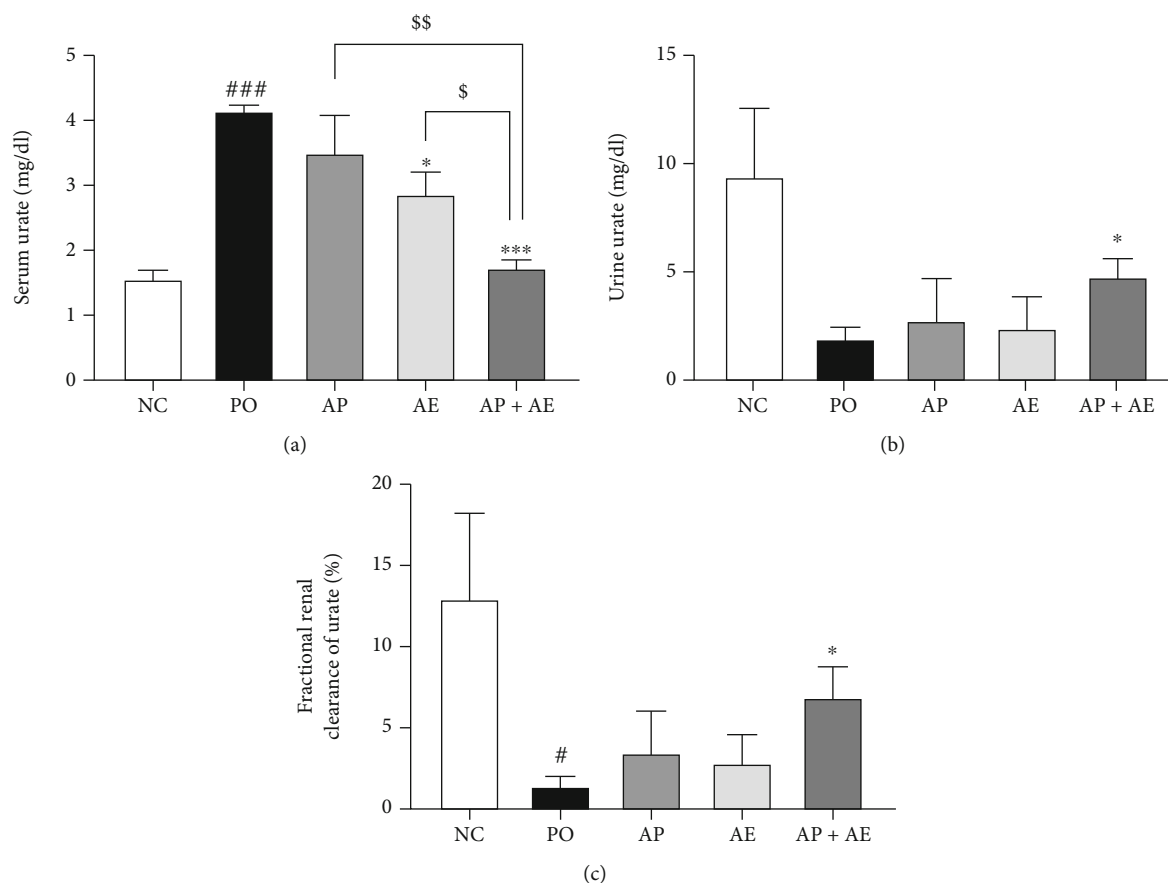 $$
$
###
*
***
5
4
3
2
1
0
Serum urate (mg/dl)
NC PO AP AE AP + AE
(a)
15
10
5
0
Urine urate (mg/dl)
*
NC PO AP AE AP + AE
(b)
20
15
10
5
0
Fractional renal
clearance of urate (%)
#
*
NC PO AP AE AP + AE
(c)